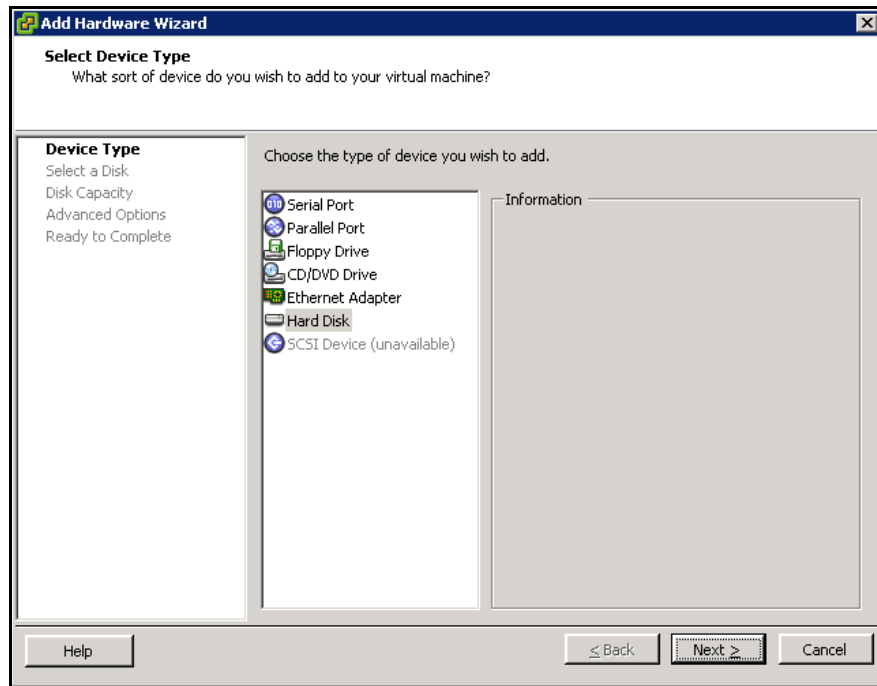 Add Hardware Wizard
Select Device Type
What sort of device do you wish to add to your virtual machine?
Device Type
Select a Disk
Disk Capacity
Advanced Options
Ready to Complete
Choose the type of device you wish to add.
Serial Port
Parallel Port
Floppy Drive
CD/DVD Drive
Ethernet Adapter
Hard Disk
SCSI Device (unavailable)
Information
Help
≤ Back
Next ≥
Cancel